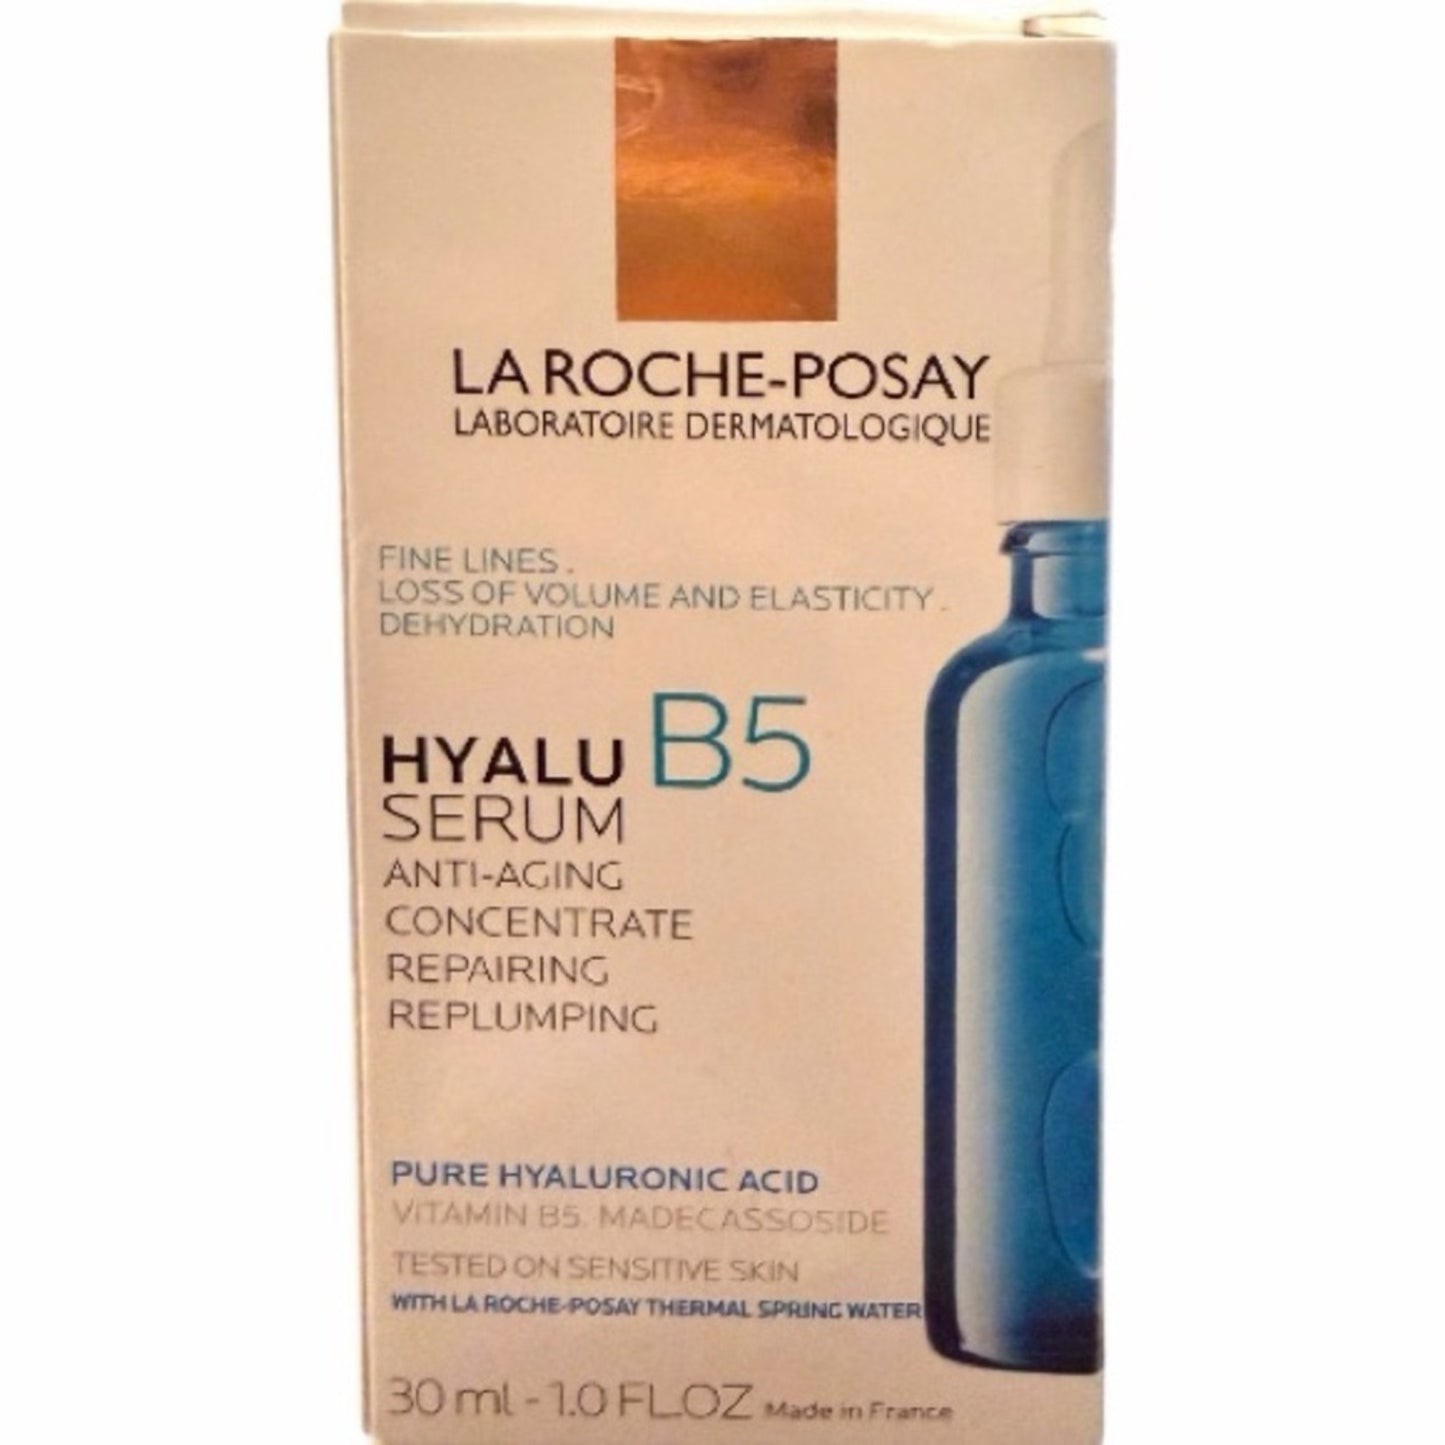 LA ROCHE-POSAY
LABORATOIRE DERMATOLOGIQUE
FINE LINES.
LOSS OF VOLUME AND ELASTICITY.
DEHYDRATION
HYALU B5
SERUM
ANTI-AGING
CONCENTRATE
REPAIRING
REPLUMPING
PURE HYALURONIC ACID
VITAMIN B5. MADECASSOSIDE
TESTED ON SENSITIVE SKIN
WITH LA ROCHE-POSAY THERMAL SPRING WATER
30 ml - 1.0 FL.OZ Made in France